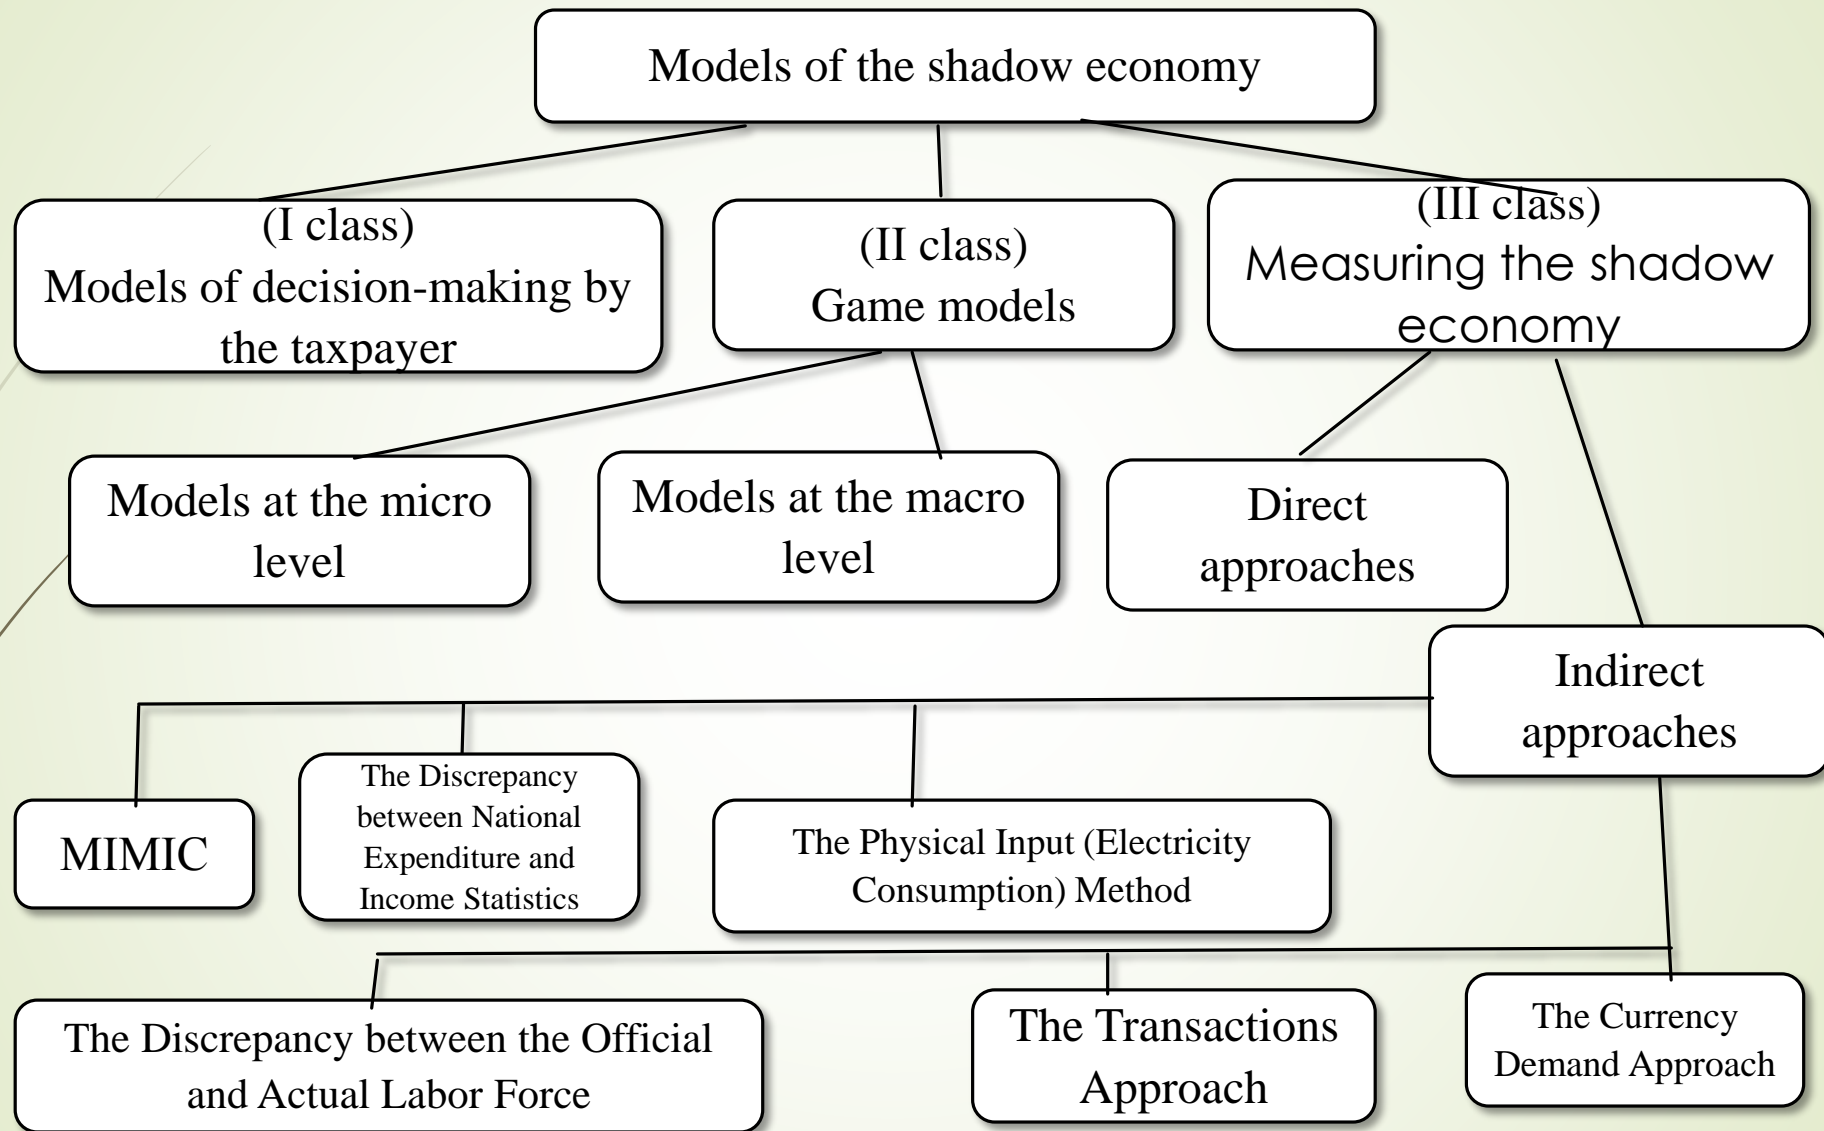 Models of the shadow economy
(I class)
Models of decision-making by
the taxpayer
(II class)
Game models
(III class)
Measuring the shadow
economy
Models at the micro
level
Models at the macro
level
Direct
approaches
Indirect
approaches
MIMIC
The Discrepancy
between National
Expenditure and
Income Statistics
The Physical Input (Electricity
Consumption) Method
The Discrepancy between the Official
and Actual Labor Force
The Transactions
Approach
The Currency
Demand Approach